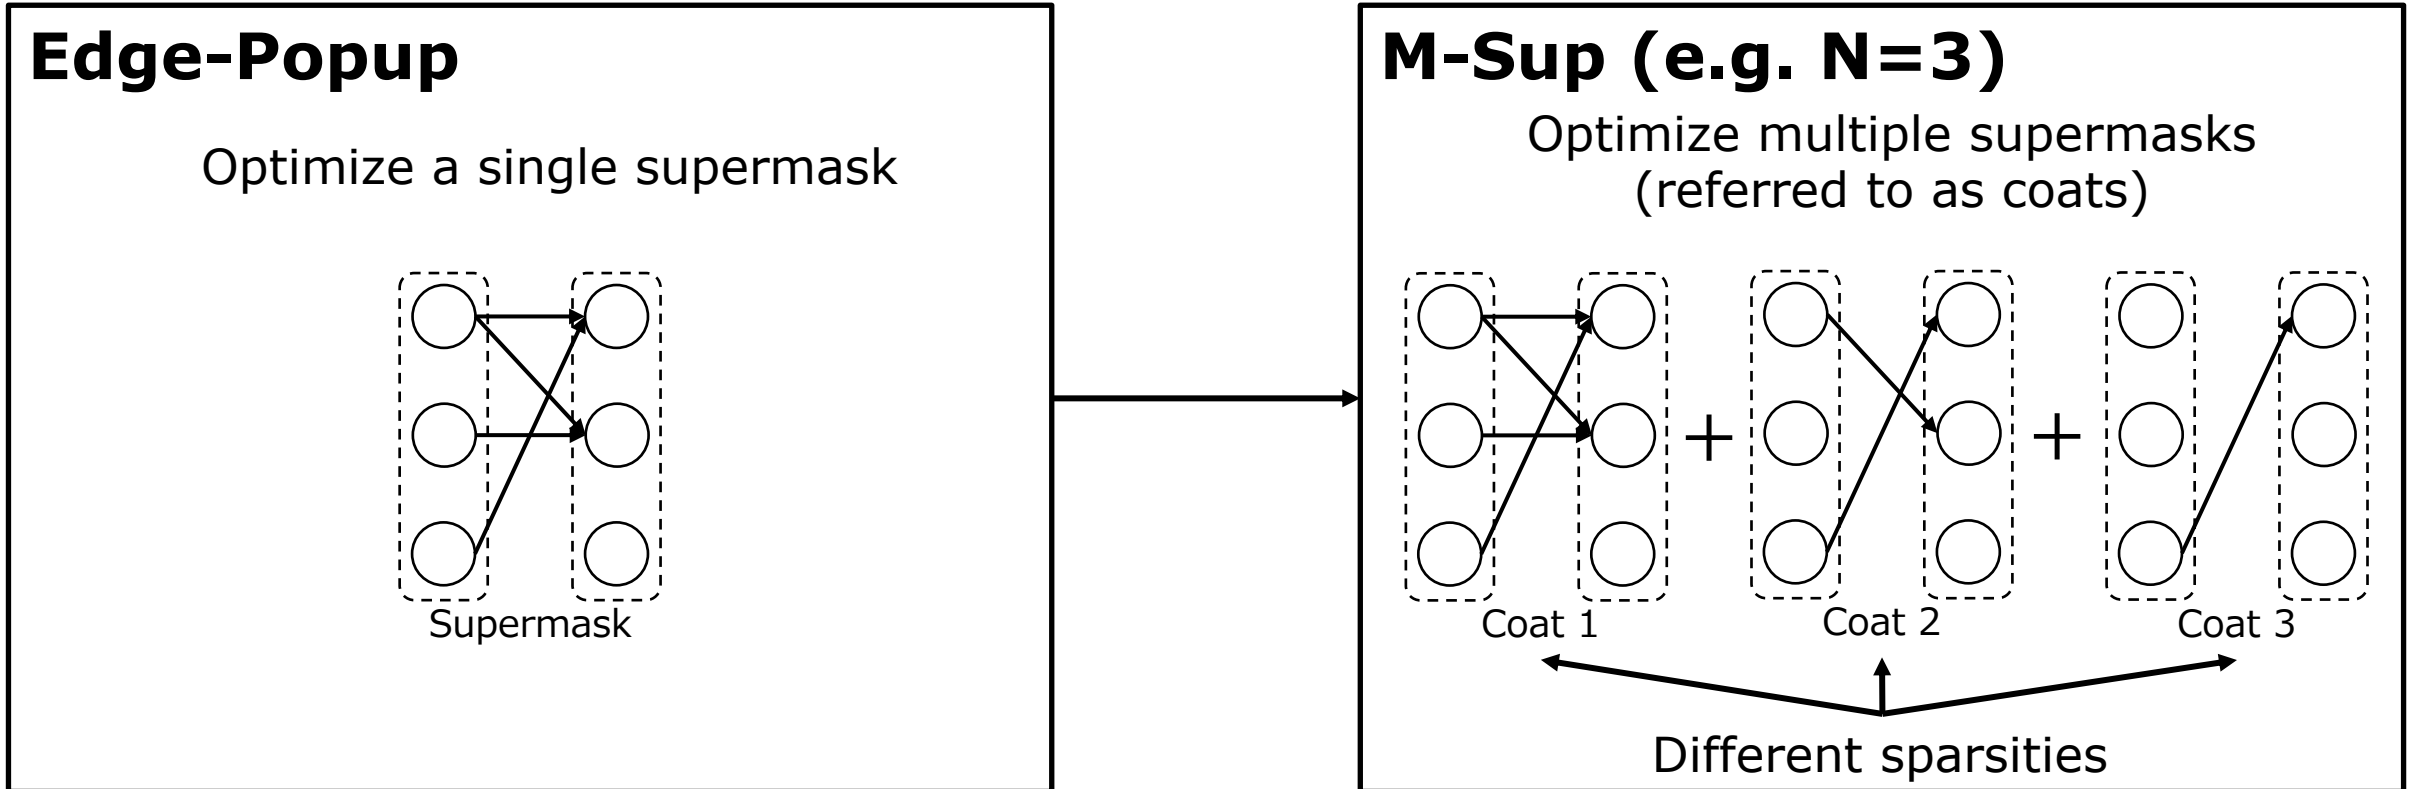 Edge-Popup
Optimize a single supermask
Supermask
M-Sup (e.g. N=3)
Optimize multiple supermasks
(referred to as coats)
+
+
Coat 1
Coat 2
Coat 3
Different sparsities